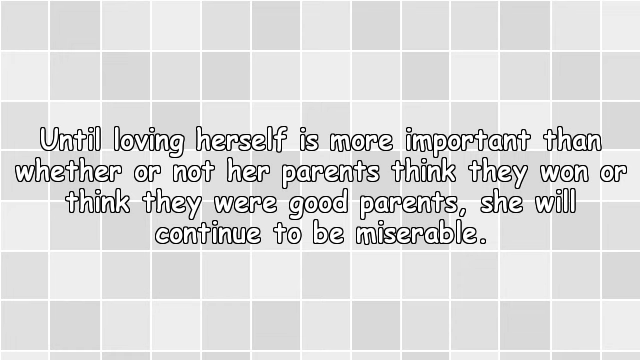 Until loving herself is more important than
whether or not her parents think they won or
think they were good parents, she will
continue to be miserable.